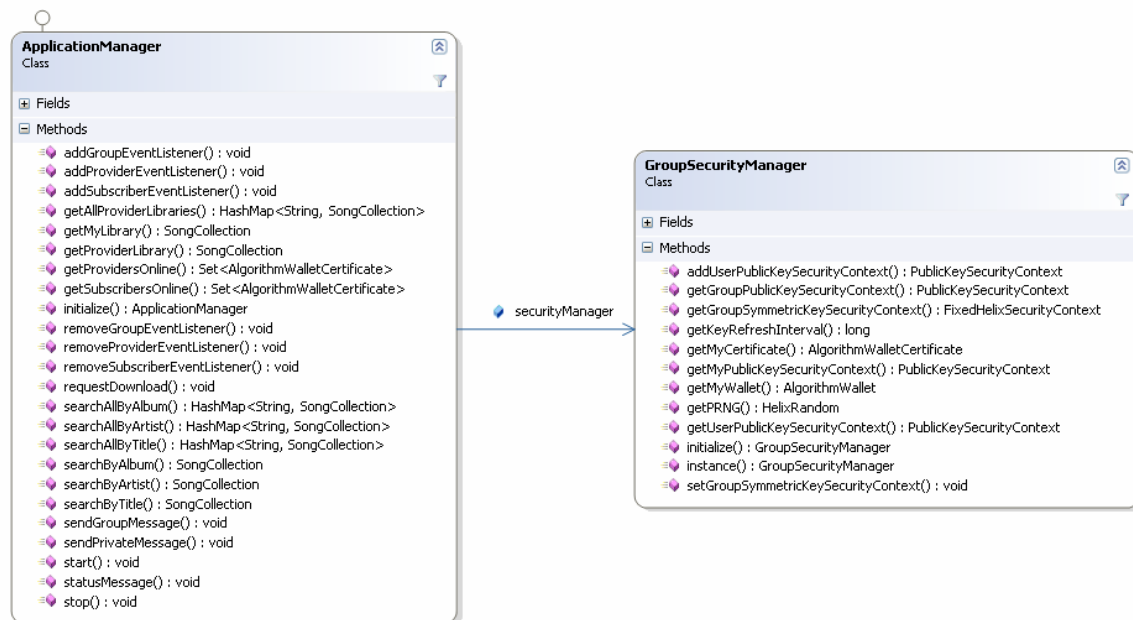 ApplicationManager
Class
Fields
Methods
addGroupEventListener() : void
addProviderEventListener() : void
addSubscriberEventListener() : void
getAllProviderLibraries() : HashMap<String, SongCollection>
getMyLibrary() : SongCollection
getProviderLibrary() : SongCollection
getProvidersOnline() : Set<AlgorithmWalletCertificate>
getSubscribersOnline() : Set<AlgorithmWalletCertificate>
initialize() : ApplicationManager
removeGroupEventListener() : void
removeProviderEventListener() : void
removeSubscriberEventListener() : void
requestDownload() : void
searchAllByAlbum() : HashMap<String, SongCollection>
searchAllByArtist() : HashMap<String, SongCollection>
searchAllByTitle() : HashMap<String, SongCollection>
searchByAlbum() : SongCollection
searchByArtist() : SongCollection
searchByTitle() : SongCollection
sendGroupMessage() : void
sendPrivateMessage() : void
start() : void
statusMessage() : void
stop() : void
securityManager
GroupSecurityManager
Class
Fields
Methods
addUserPublicKeySecurityContext() : PublicKeySecurityContext
getGroupPublicKeySecurityContext() : PublicKeySecurityContext
getGroupSymmetricKeySecurityContext() : FixedHelixSecurityContext
getKeyRefreshInterval() : long
getMyCertificate() : AlgorithmWalletCertificate
getMyPublicKeySecurityContext() : PublicKeySecurityContext
getMyWallet() : AlgorithmWallet
getPRNG() : HelixRandom
getUserPublicKeySecurityContext() : PublicKeySecurityContext
initialize() : GroupSecurityManager
instance() : GroupSecurityManager
setGroupSymmetricKeySecurityContext() : void